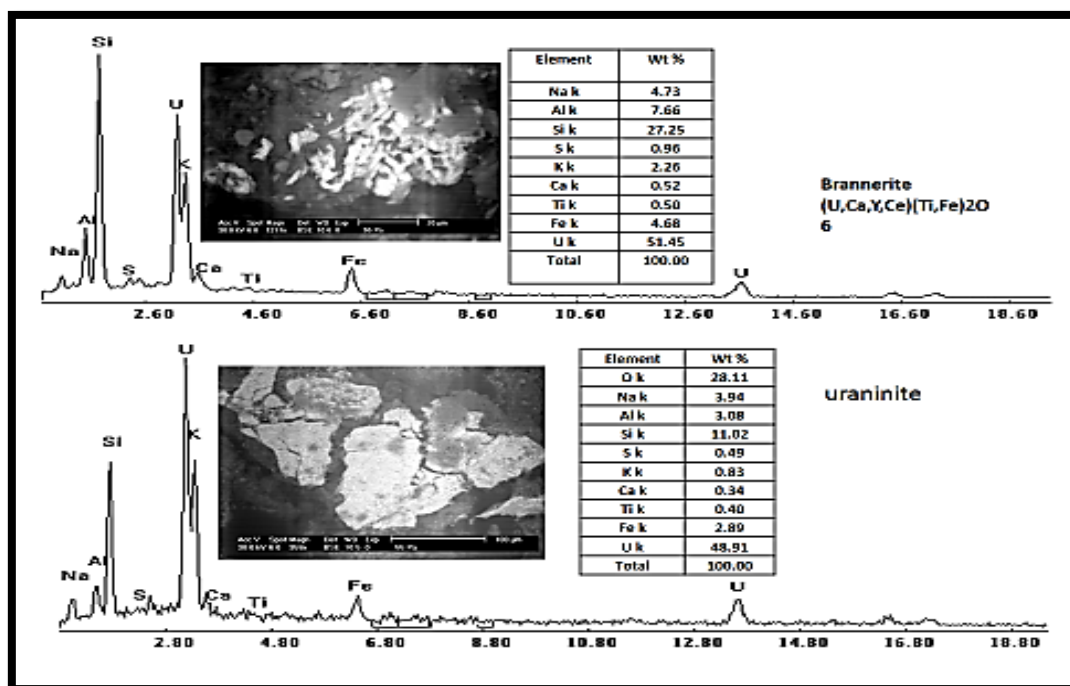 Si
U
K
Al
Na
S
Ca
Ti
Fe
U
Element Wt %
Na k 4.73
Al k 7.66
Si k 27.25
S k 0.96
K k 2.26
Ca k 0.52
Ti k 0.50
Fe k 4.68
U k 51.45
Total 100.00
Brannerite
(U,Ca,Y,Ce)(Ti,Fe)2O
6
2.60 4.60 6.60 8.60 10.60 12.60 14.60 16.60 18.60
U
K
Si
Al
Na
S
Ca
Ti
Fe
U
Element Wt %
O k 28.11
Na k 3.94
Al k 3.08
Si k 11.02
S k 0.49
K k 0.83
Ca k 0.34
Ti k 0.40
Fe k 2.89
U k 48.91
Total 100.00
uraninite
2.80 4.80 6.80 8.80 10.80 12.80 14.80 16.80 18.80